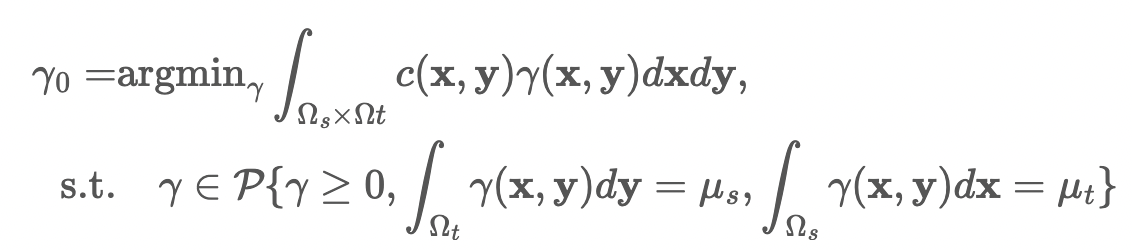 γ₀ =argmin_γ ∫_{Ω_s×Ωt} c(𝐱, 𝐲)γ(𝐱, 𝐲)d𝐱d𝐲,
s.t. γ ∈ 𝒫{γ ≥ 0, ∫_{Ω_t} γ(𝐱, 𝐲)d𝐲 = μ_s, ∫_{Ω_s} γ(𝐱, 𝐲)d𝐱 = μ_t}